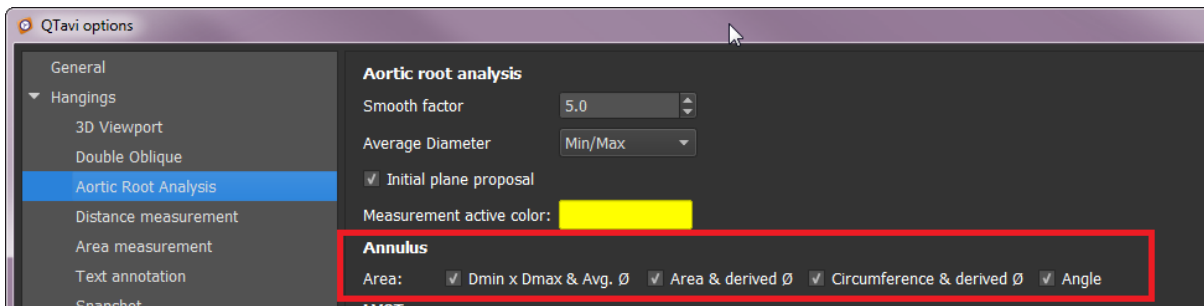 QTavi options
General
Hangings
3D Viewport
Double Oblique
Aortic Root Analysis
Distance measurement
Area measurement
Text annotation
Snapshot
Aortic root analysis
Smooth factor 5.0
Average Diameter Min/Max
Initial plane proposal
Measurement active color:
Annulus
Area: Dmin x Dmax & Avg. Ø Area & derived Ø Circumference & derived Ø Angle